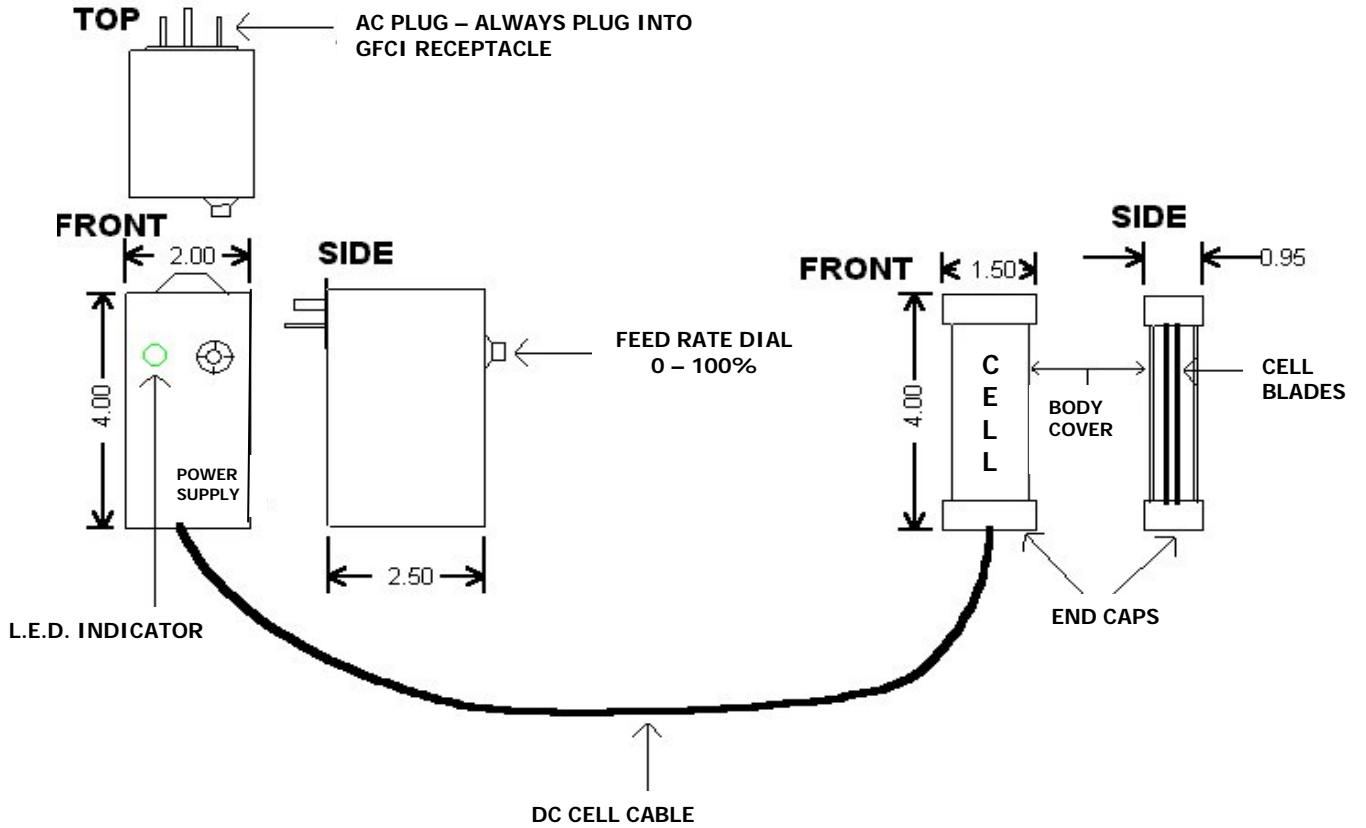 TOP
AC PLUG – ALWAYS PLUG INTO
GFCI RECEPTACLE
FRONT
2.00
4.00
POWER
SUPPLY
L.E.D. INDICATOR
SIDE
2.50
FEED RATE DIAL
0 – 100%
FRONT
1.50
4.00
CELL
BODY
COVER
SIDE
0.95
CELL
BLADES
END CAPS
DC CELL CABLE